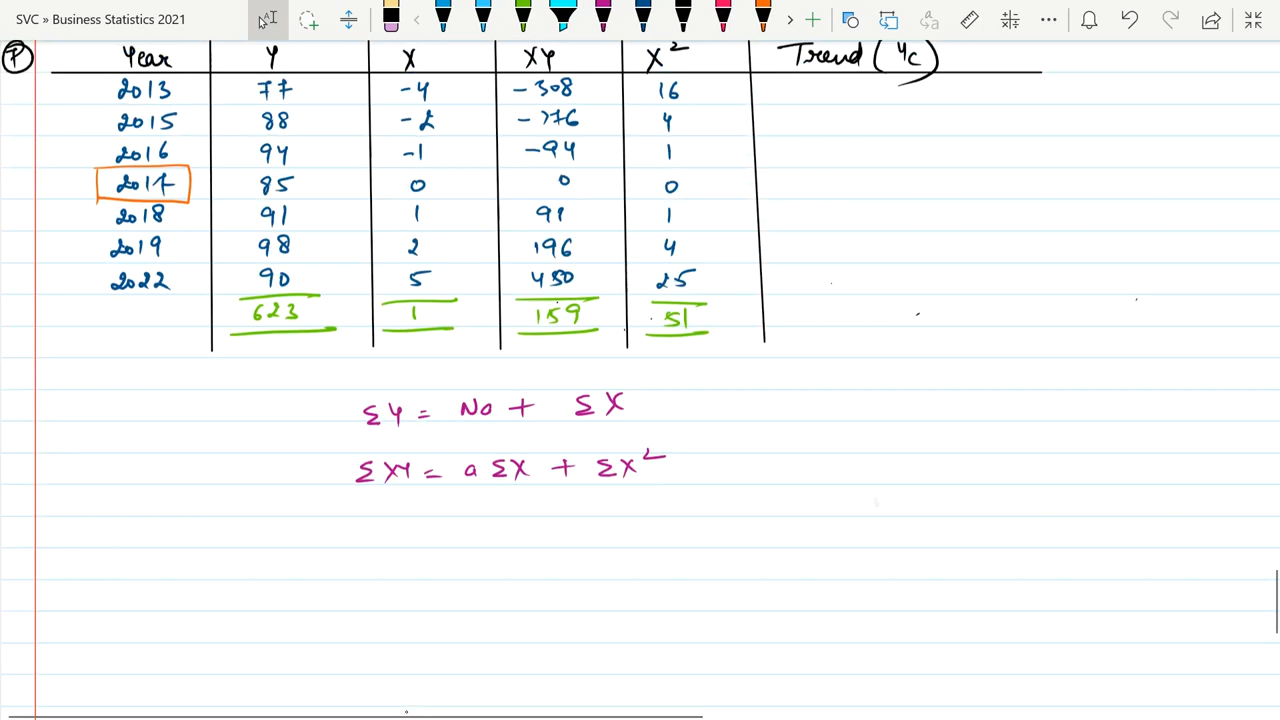 SVC » Business Statistics 2021
7 Year Y X XY X² Trend (Yc)
2013 77 -4 -308 16
2015 88 -2 -176 4
2016 94 -1 -94 1
2017 85 0 0 0
2018 91 1 91 1
2019 98 2 196 4
2022 90 5 450 25
623 1 159 51
ΣY = Na + ΣX
ΣXY = a ΣX + ΣX²